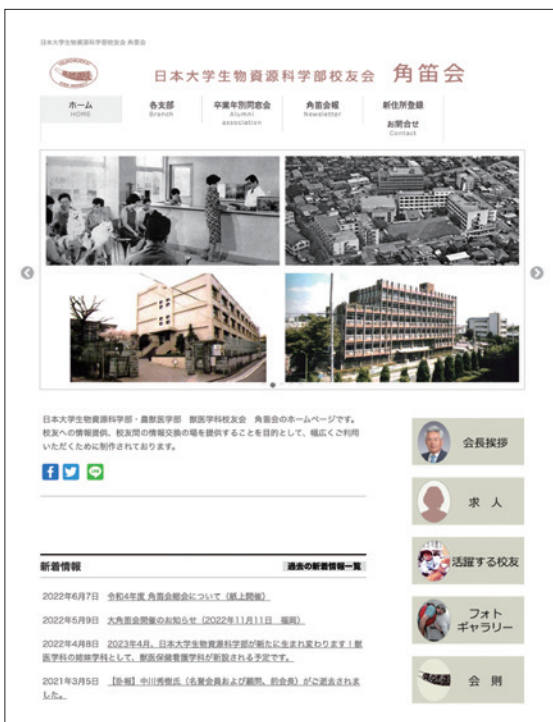 日本大学生物資源科学部校友会 角笛会
日本大学生物資源科学部校友会 角笛会
ホーム
HOME
各支部
Branch
卒業年別同窓会
Alumni
association
角笛会報
Newsletter
新住所登録
お問合せ
Contact
日本大学生物資源科学部・農獣医学部 獣医学科校友会 角笛会のホームページです。
校友への情報提供、校友間の情報交換の場を提供することを目的として、幅広くご利用
いただくために制作されております。
LINE
会長挨拶
求 人
活躍する校友
フォト
ギャラリー
会 則
新着情報
過去の新着情報一覧
2022年6月7日 令和4年度 角笛会総会について（紙上開催）
2022年5月9日 大角笛会開催のお知らせ（2022年11月11日 福岡）
2022年4月8日 2023年4月、日本大学生物資源科学部が新たに生まれ変わります！獣
医学科の姉妹学科として、獣医保健看護学科が新設される予定です。
2021年3月5日 【訃報】中川秀樹氏（名誉会員および顧問、前会長）がご逝去されま
した。